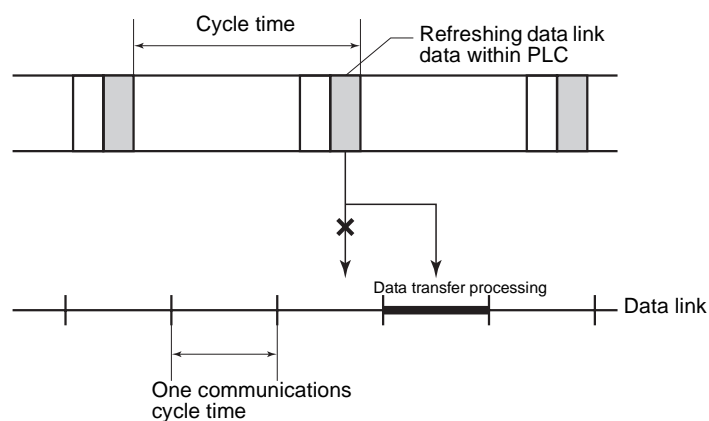 Cycle time
Refreshing data link
data within PLC
Data transfer processing
Data link
One communications
cycle time